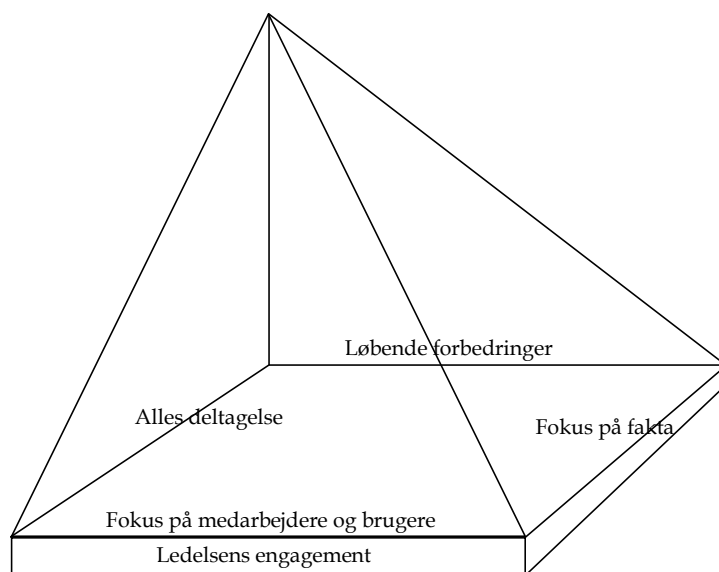 Løbende forbedringer
Alles deltagelse
Fokus på fakta
Fokus på medarbejdere og brugere
Ledelsens engagement